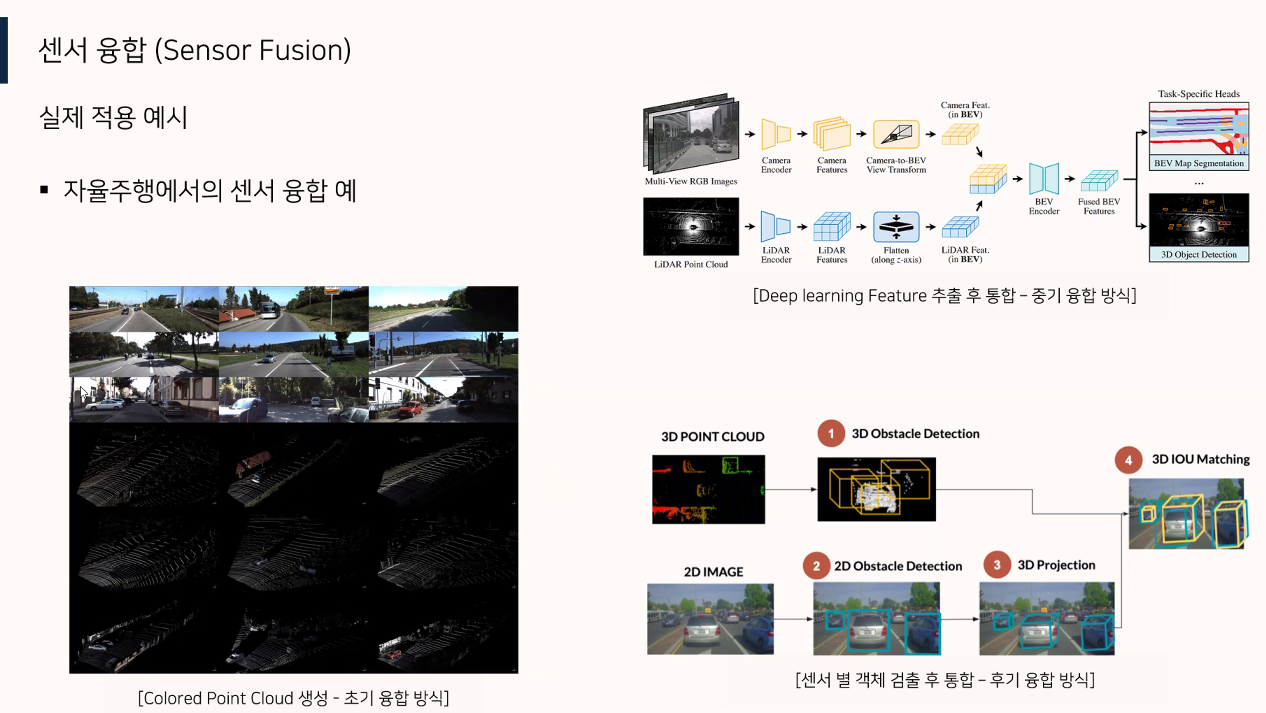 센서 융합 (Sensor Fusion)
실제 적용 예시
▪ 자율주행에서의 센서 융합 예
[Colored Point Cloud 생성 - 초기 융합 방식]
Multi-View RGB Images
Camera
Encoder
Camera
Features
Camera-to-BEV
View Transform
Camera Feat.
(in BEV)
LiDAR Point Cloud
LiDAR
Encoder
LiDAR
Features
Flatten
(along z-axis)
LiDAR Feat.
(in BEV)
BEV
Encoder
Fused BEV
Features
Task-Specific Heads
BEV Map Segmentation
...
3D Object Detection
[Deep learning Feature 추출 후 통합 – 중기 융합 방식]
3D POINT CLOUD
1 3D Obstacle Detection
2D IMAGE
2 2D Obstacle Detection
3 3D Projection
4 3D IOU Matching
[센서 별 객체 검출 후 통합 – 후기 융합 방식]